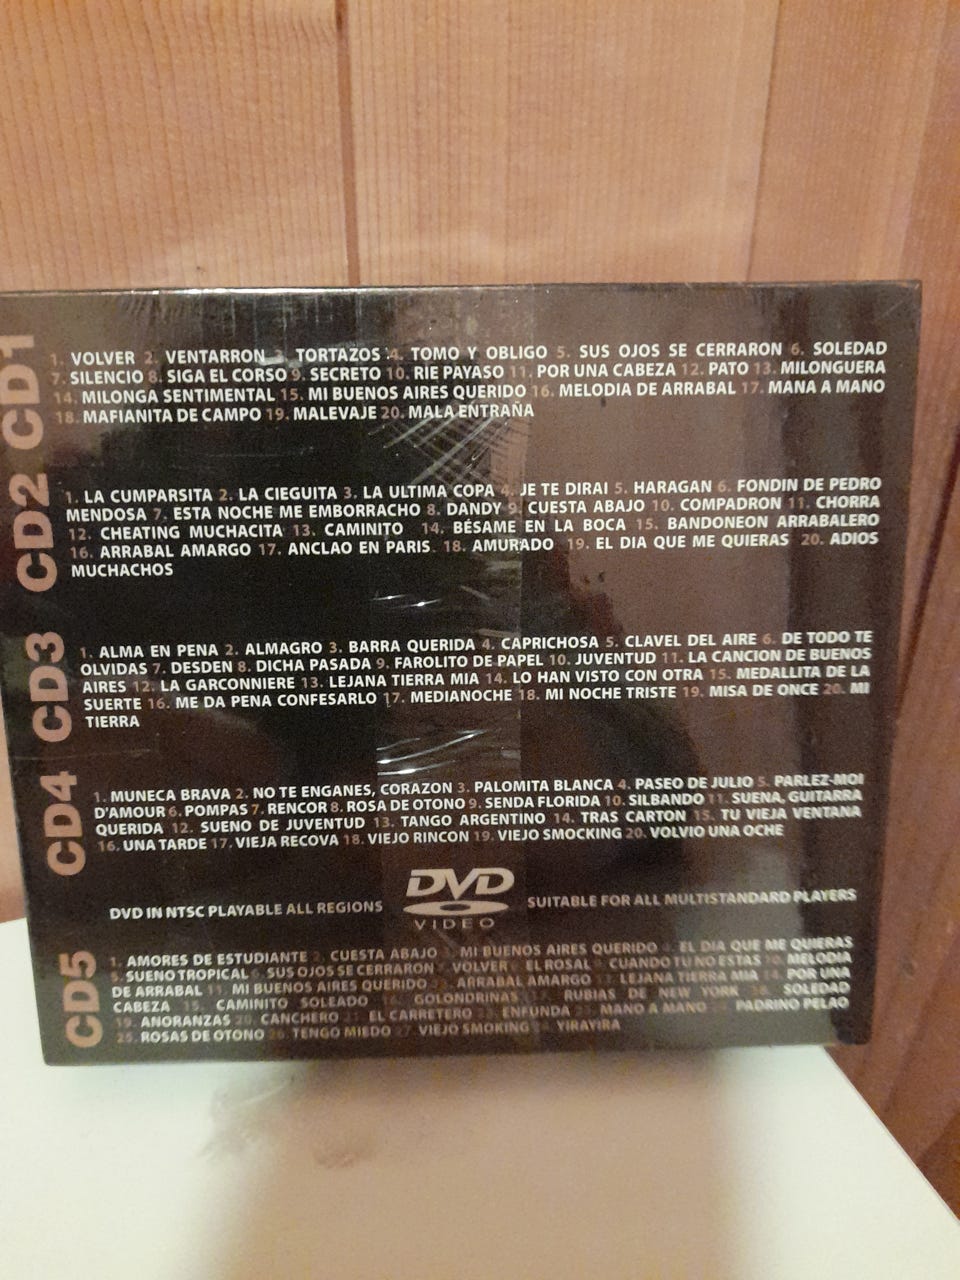 CD1
1. VOLVER 2. VENTARRON 3. TORTAZOS 4. TOMO Y OBLIGO 5. SUS OJOS SE CERRARON 6. SOLEDAD
7. SILENCIO 8. SIGA EL CORSO 9. SECRETO 10. RIE PAYASO 11. POR UNA CABEZA 12. PATO 13. MILONGUERA
14. MILONGA SENTIMENTAL 15. MI BUENOS AIRES QUERIDO 16. MELODIA DE ARRABAL 17. MANA A MANO
18. MAFIANITA DE CAMPO 19. MALEVAJE 20. MALA ENTRAÑA
CD2
1. LA CUMPARSITA 2. LA CIEGUITA 3. LA ULTIMA COPA 4. JE TE DIRAI 5. HARAGAN 6. FONDIN DE PEDRO
MENDOSA 7. ESTA NOCHE ME EMBORRACHO 8. DANDY 9. CUESTA ABAJO 10. COMPADRON 11. CHORRA
12. CHEATING MUCHACITA 13. CAMINITO 14. BÉSAME EN LA BOCA 15. BANDONEON ARRABALERO
16. ARRABAL AMARGO 17. ANCLAO EN PARIS 18. AMURADO 19. EL DIA QUE ME QUIERAS 20. ADIOS
MUCHACHOS
CD3
1. ALMA EN PENA 2. ALMAGRO 3. BARRA QUERIDA 4. CAPRICHOSA 5. CLAVEL DEL AIRE 6. DE TODO TE
OLVIDAS 7. DESDEN 8. DICHA PASADA 9. FAROLITO DE PAPEL 10. JUVENTUD 11. LA CANCION DE BUENOS
AIRES 12. LA GARCONNIERE 13. LEJANA TIERRA MIA 14. LO HAN VISTO CON OTRA 15. MEDALLITA DE LA
SUERTE 16. ME DA PENA CONFESARLO 17. MEDIANOCHE 18. MI NOCHE TRISTE 19. MISA DE ONCE 20. MI
TIERRA
CD4
1. MUNECA BRAVA 2. NO TE ENGANES, CORAZON 3. PALOMITA BLANCA 4. PASEO DE JULIO 5. PARLEZ-MOI
D'AMOUR 6. POMPAS 7. RENCOR 8. ROSA DE OTONO 9. SENDA FLORIDA 10. SILBANDO 11. SUENA, GUITARRA
QUERIDA 12. SUENO DE JUVENTUD 13. TANGO ARGENTINO 14. TRAS CARTON 15. TU VIEJA VENTANA
16. UNA TARDE 17. VIEJA RECOVA 18. VIEJO RINCON 19. VIEJO SMOCKING 20. VOLVIO UNA OCHE
DVD IN NTSC PLAYABLE ALL REGIONS
DVD
VIDEO
SUITABLE FOR ALL MULTISTANDARD PLAYERS
CD5
1. AMORES DE ESTUDIANTE 2. CUESTA ABAJO MI BUENOS AIRES QUERIDO EL DIA QUE ME QUIERAS
5. SUENO TROPICAL 6. SUS OJOS SE CERRARON VOLVER EL ROSAL CUANDO TU NO ESTAS 10. MELODIA
DE ARRABAL 11. MI BUENOS AIRES QUERIDO ARRABAL AMARGO LEJANA TIERRA MIA 14. POR UNA
CABEZA 15. CAMINITO SOLEADO 16. GOLONDRINAS RUBIAS DE NEW YORK 18. SOLEDAD
19. ANORANZAS 20. CANCHERO 21. EL CARRETERO ENFUNDA MANO A MANO PADRINO PELAO
25. ROSAS DE OTONO 26. TENGO MIEDO 27. VIEJO SMOKING YIRAYIRA